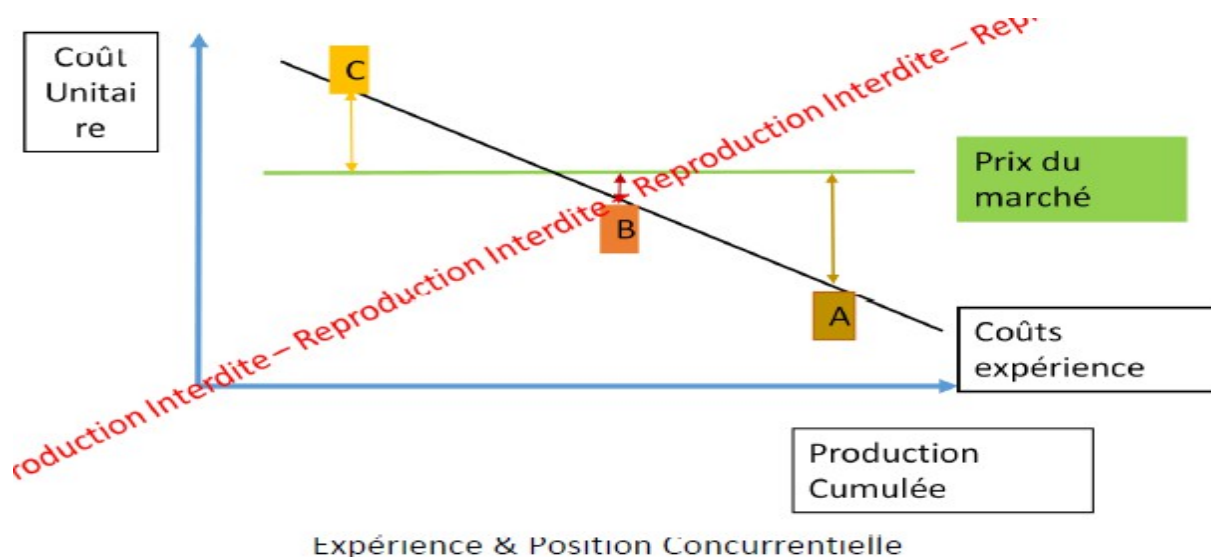 Coût
Unitai
re
C
Prix du
marché
B
A
Coûts
expérience
Production
Cumulée
roduction Interdite – Reproduction Interdite – Reproduction Interdite – Repr
Expérience & Position Concurrentielle